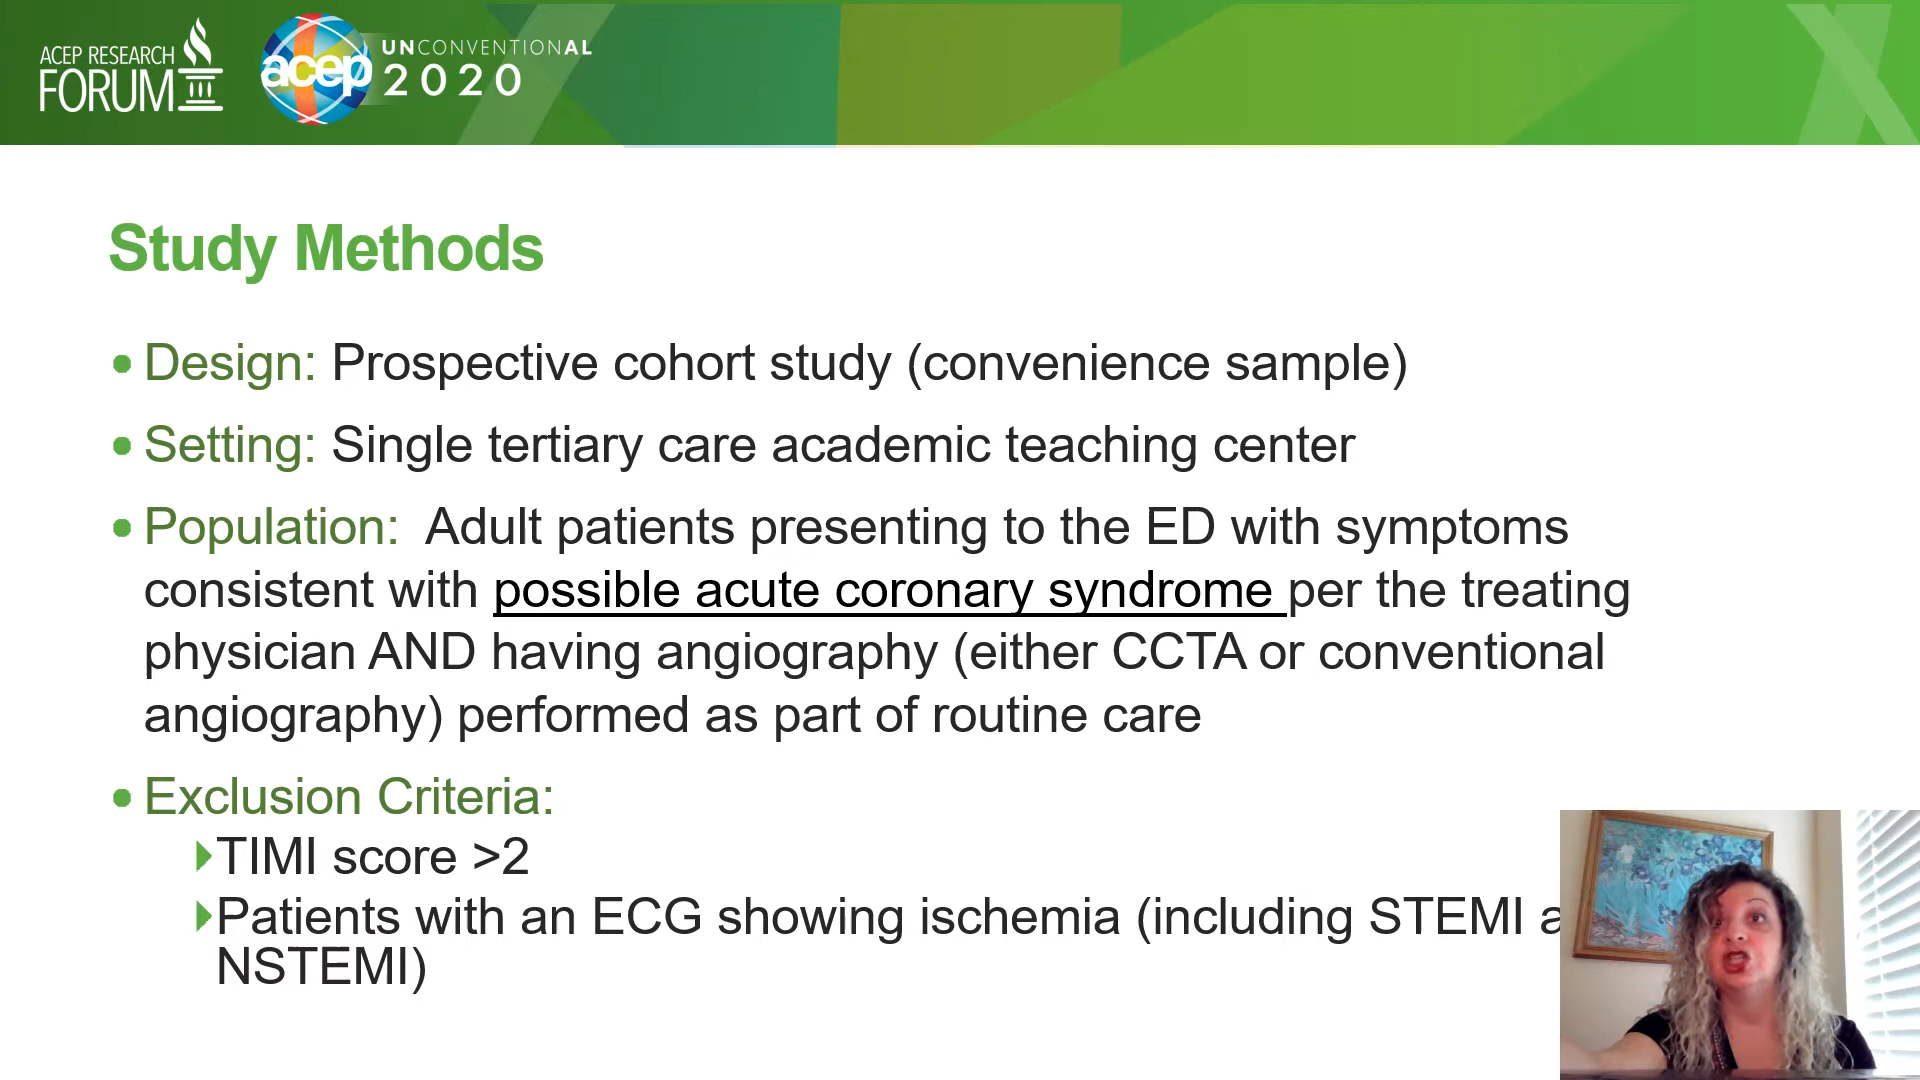 ACEP RESEARCH
FORUM
acep
UNCONVENTIONAL
2020
Study Methods
• Design: Prospective cohort study (convenience sample)
• Setting: Single tertiary care academic teaching center
• Population: Adult patients presenting to the ED with symptoms
consistent with possible acute coronary syndrome per the treating
physician AND having angiography (either CCTA or conventional
angiography) performed as part of routine care
• Exclusion Criteria:
TIMI score >2
Patients with an ECG showing ischemia (including STEMI
NSTEMI)